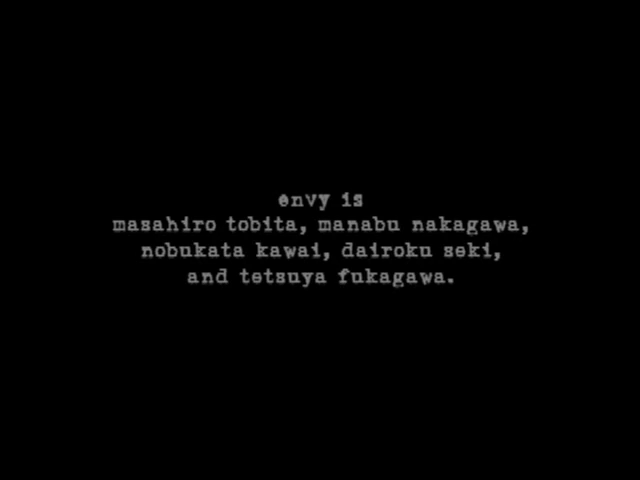 envy is
masahiro tobita, manabu nakagawa,
nobukata kawai, dairoku seki,
and tetsuya fukagawa.